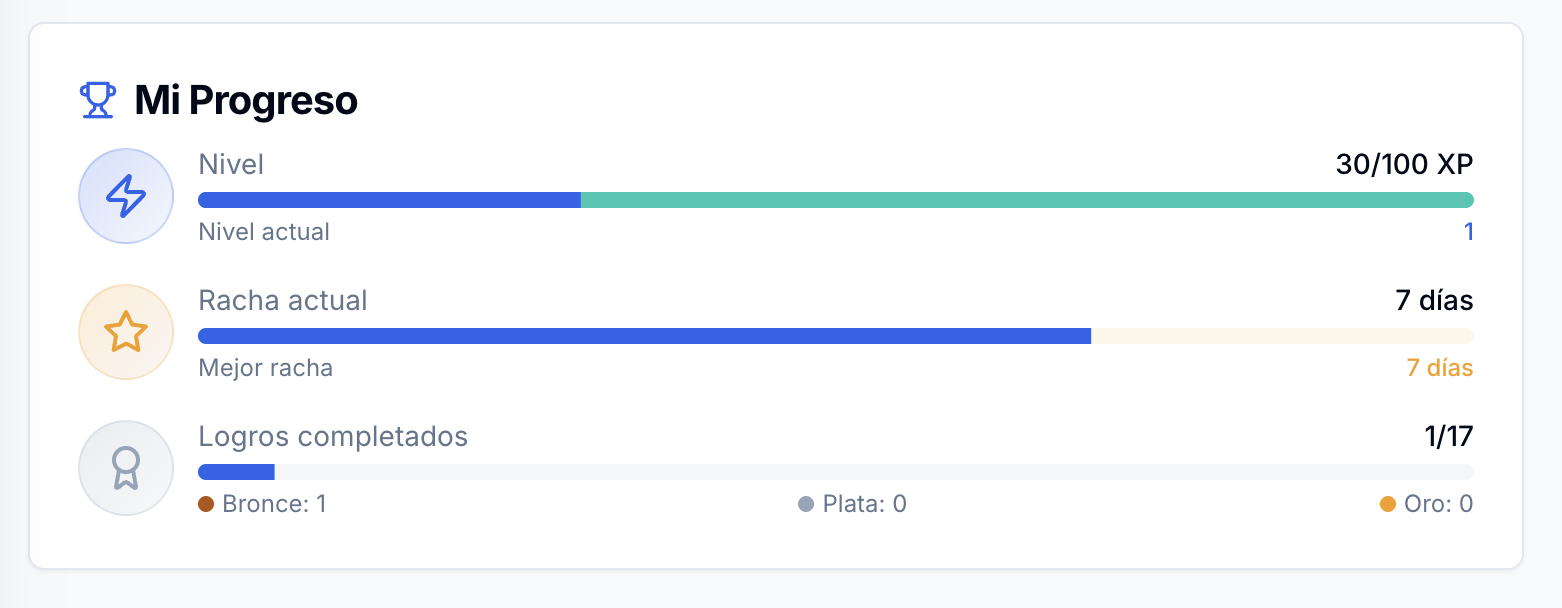 Mi Progreso
Nivel 30/100 XP
Nivel actual 1
Racha actual 7 días
Mejor racha 7 días
Logros completados 1/17
Bronce: 1 Plata: 0 Oro: 0